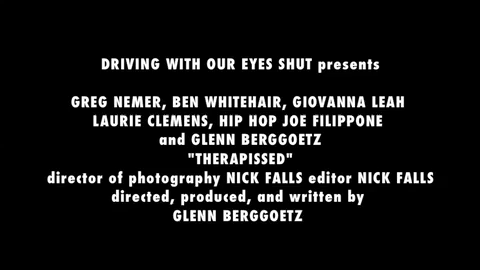 DRIVING WITH OUR EYES SHUT presents
GREG NEMER, BEN WHITEHAIR, GIOVANNA LEAH
LAURIE CLEMENS, HIP HOP JOE FILIPPONE
and GLENN BERGGOETZ
"THERAPISSED"
director of photography NICK FALLS editor NICK FALLS
directed, produced, and written by
GLENN BERGGOETZ